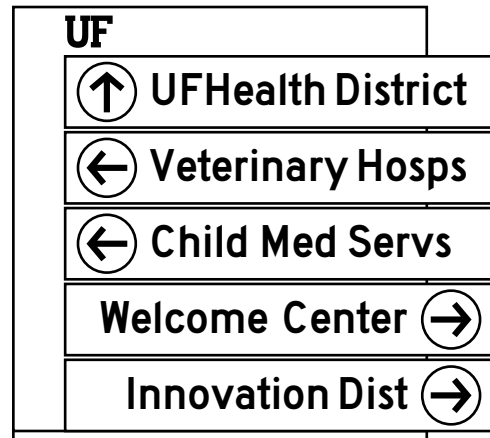 UF
UFHealth District
Veterinary Hosps
Child Med Servs
Welcome Center
Innovation Dist